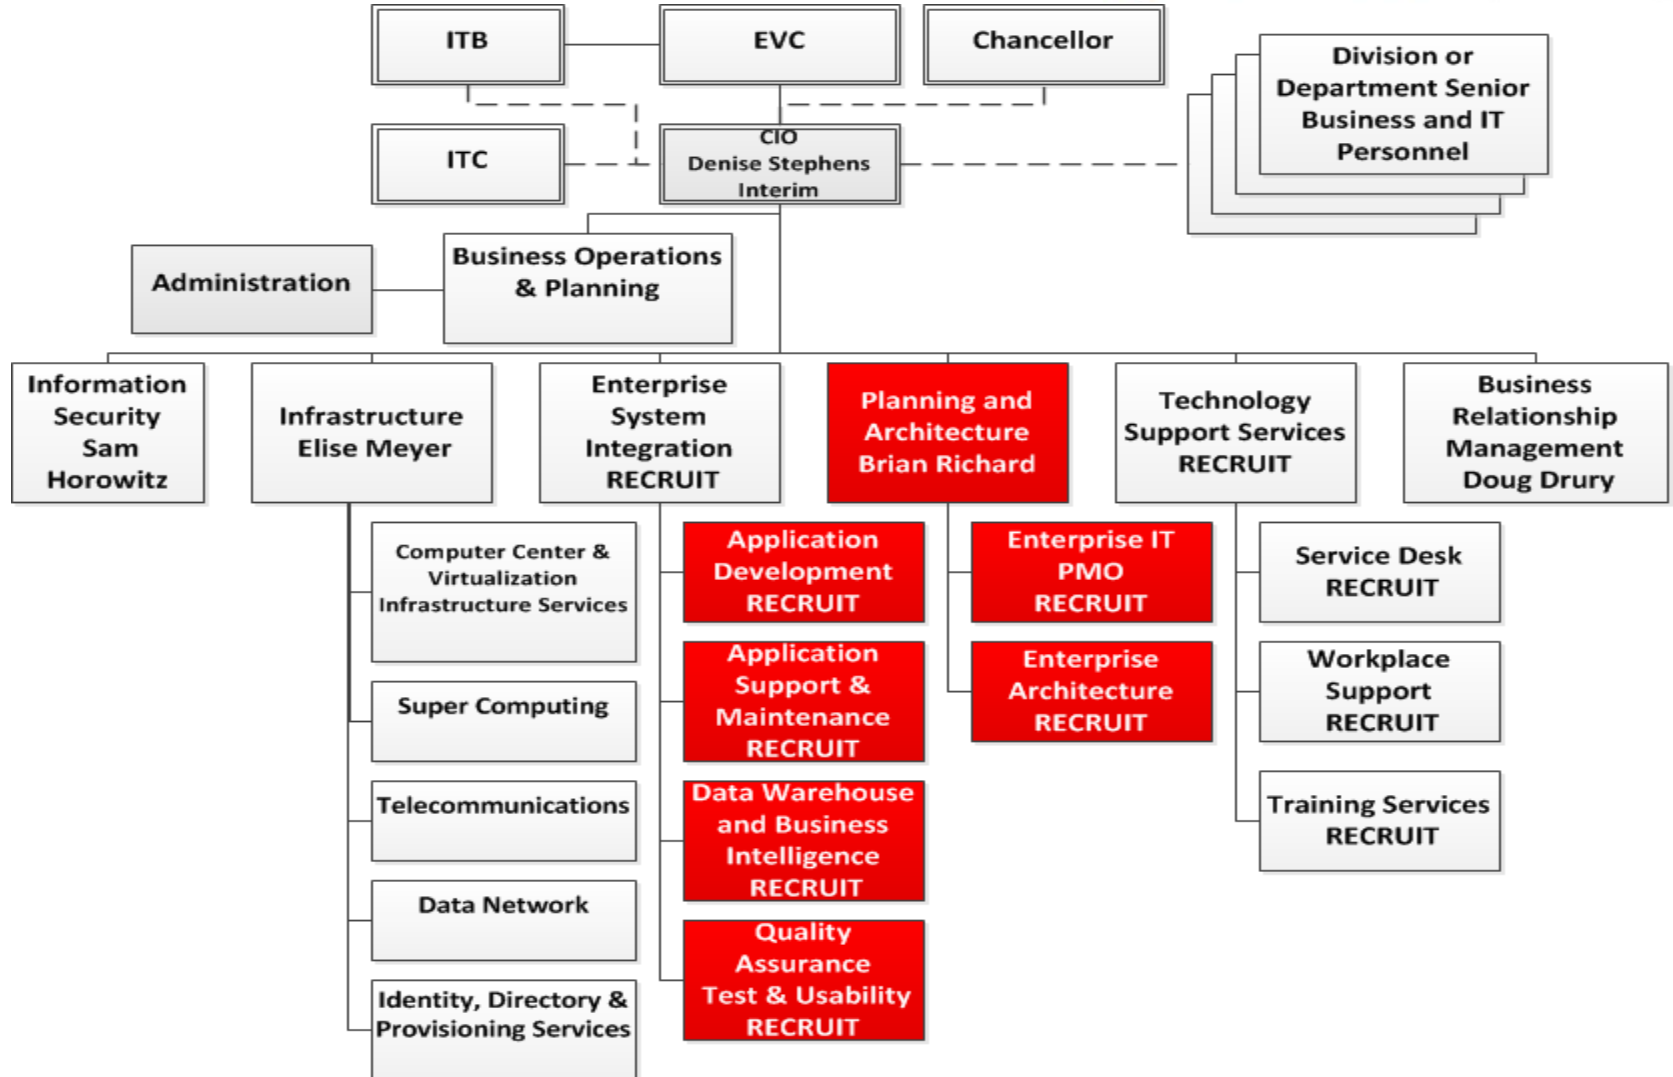 ITB
EVC
Chancellor
Division or
Department Senior
Business and IT
Personnel
ITC
CIO
Denise Stephens
Interim
Administration
Business Operations
& Planning
Information
Security
Sam
Horowitz
Infrastructure
Elise Meyer
Enterprise
System
Integration
RECRUIT
Planning and
Architecture
Brian Richard
Technology
Support Services
RECRUIT
Business
Relationship
Management
Doug Drury
Computer Center &
Virtualization
Infrastructure Services
Super Computing
Telecommunications
Data Network
Identity, Directory &
Provisioning Services
Application
Development
RECRUIT
Application
Support &
Maintenance
RECRUIT
Data Warehouse
and Business
Intelligence
RECRUIT
Quality
Assurance
Test & Usability
RECRUIT
Enterprise IT
PMO
RECRUIT
Enterprise
Architecture
RECRUIT
Service Desk
RECRUIT
Workplace
Support
RECRUIT
Training Services
RECRUIT